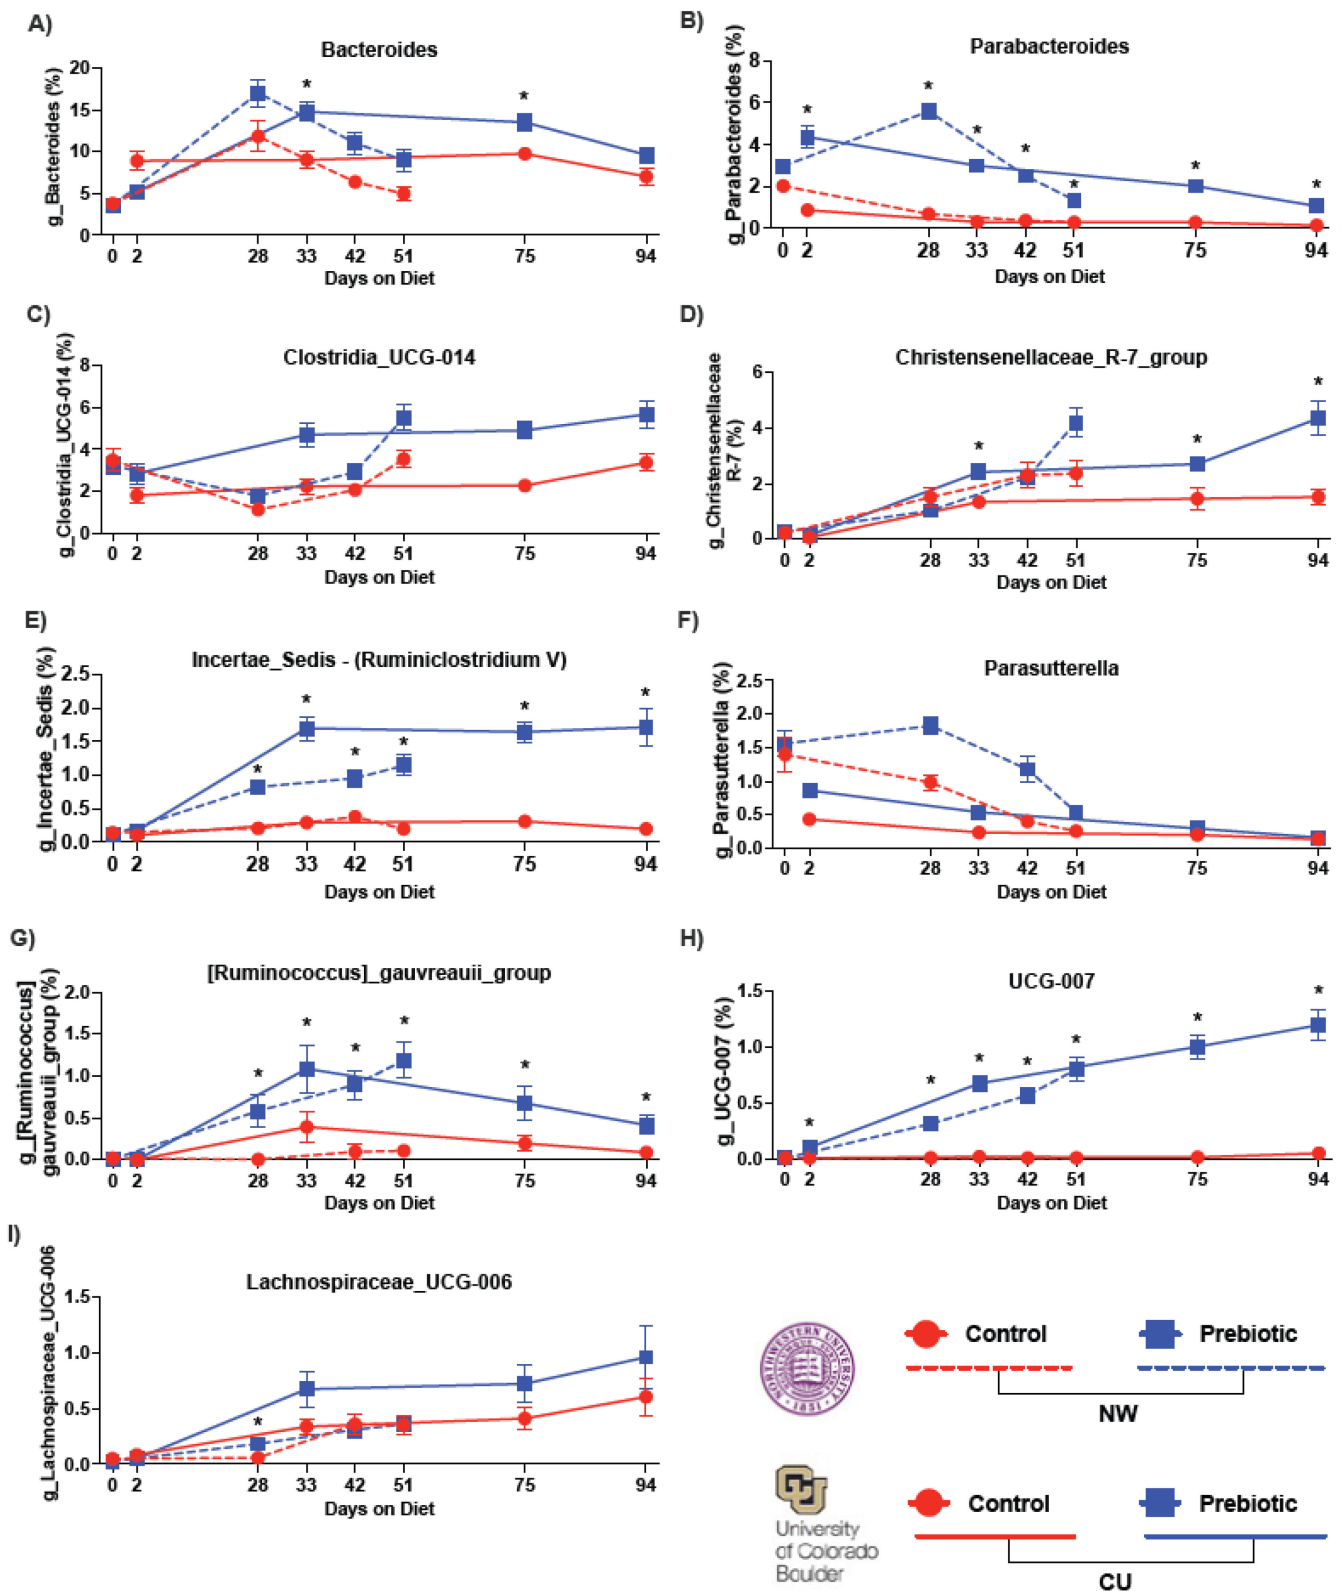 A)
Bacteroides
g_Bacteroides (%)
20
15
10
5
0
* *
0 2 28 33 42 51 75 94
Days on Diet
B)
Parabacteroides
g_Parabacteroides (%)
8
6
4
2
0
* * * * * * *
0 2 28 33 42 51 75 94
Days on Diet
C)
Clostridia_UCG-014
g_Clostridia_UCG-014 (%)
8
6
4
2
0
0 2 28 33 42 51 75 94
Days on Diet
D)
Christensenellaceae_R-7_group
g_Christensenellaceae
R-7 (%)
6
4
2
0
* * *
0 2 28 33 42 51 75 94
Days on Diet
E)
Incertae_Sedis - (Ruminiclostridium V)
g_Incertae_Sedis (%)
2.5
2.0
1.5
1.0
0.5
0.0
* * * * * *
0 2 28 33 42 51 75 94
Days on Diet
F)
Parasutterella
g_Parasutterella (%)
2.5
2.0
1.5
1.0
0.5
0.0
0 2 28 33 42 51 75 94
Days on Diet
G)
[Ruminococcus]_gauvreauii_group
g_[Ruminococcus]
gauvreauii_group (%)
2.0
1.5
1.0
0.5
0.0
* * * * * *
0 2 28 33 42 51 75 94
Days on Diet
H)
UCG-007
g_UCG-007 (%)
1.5
1.0
0.5
0.0
* * * * * * *
0 2 28 33 42 51 75 94
Days on Diet
I)
Lachnospiraceae_UCG-006
g_Lachnospiraceae_UCG-006
1.5
1.0
0.5
0.0
*
0 2 28 33 42 51 75 94
Days on Diet
NORTHWESTERN UNIVERSITY
1851
Control Prebiotic
NW
CU
University
of Colorado
Boulder
Control Prebiotic
CU